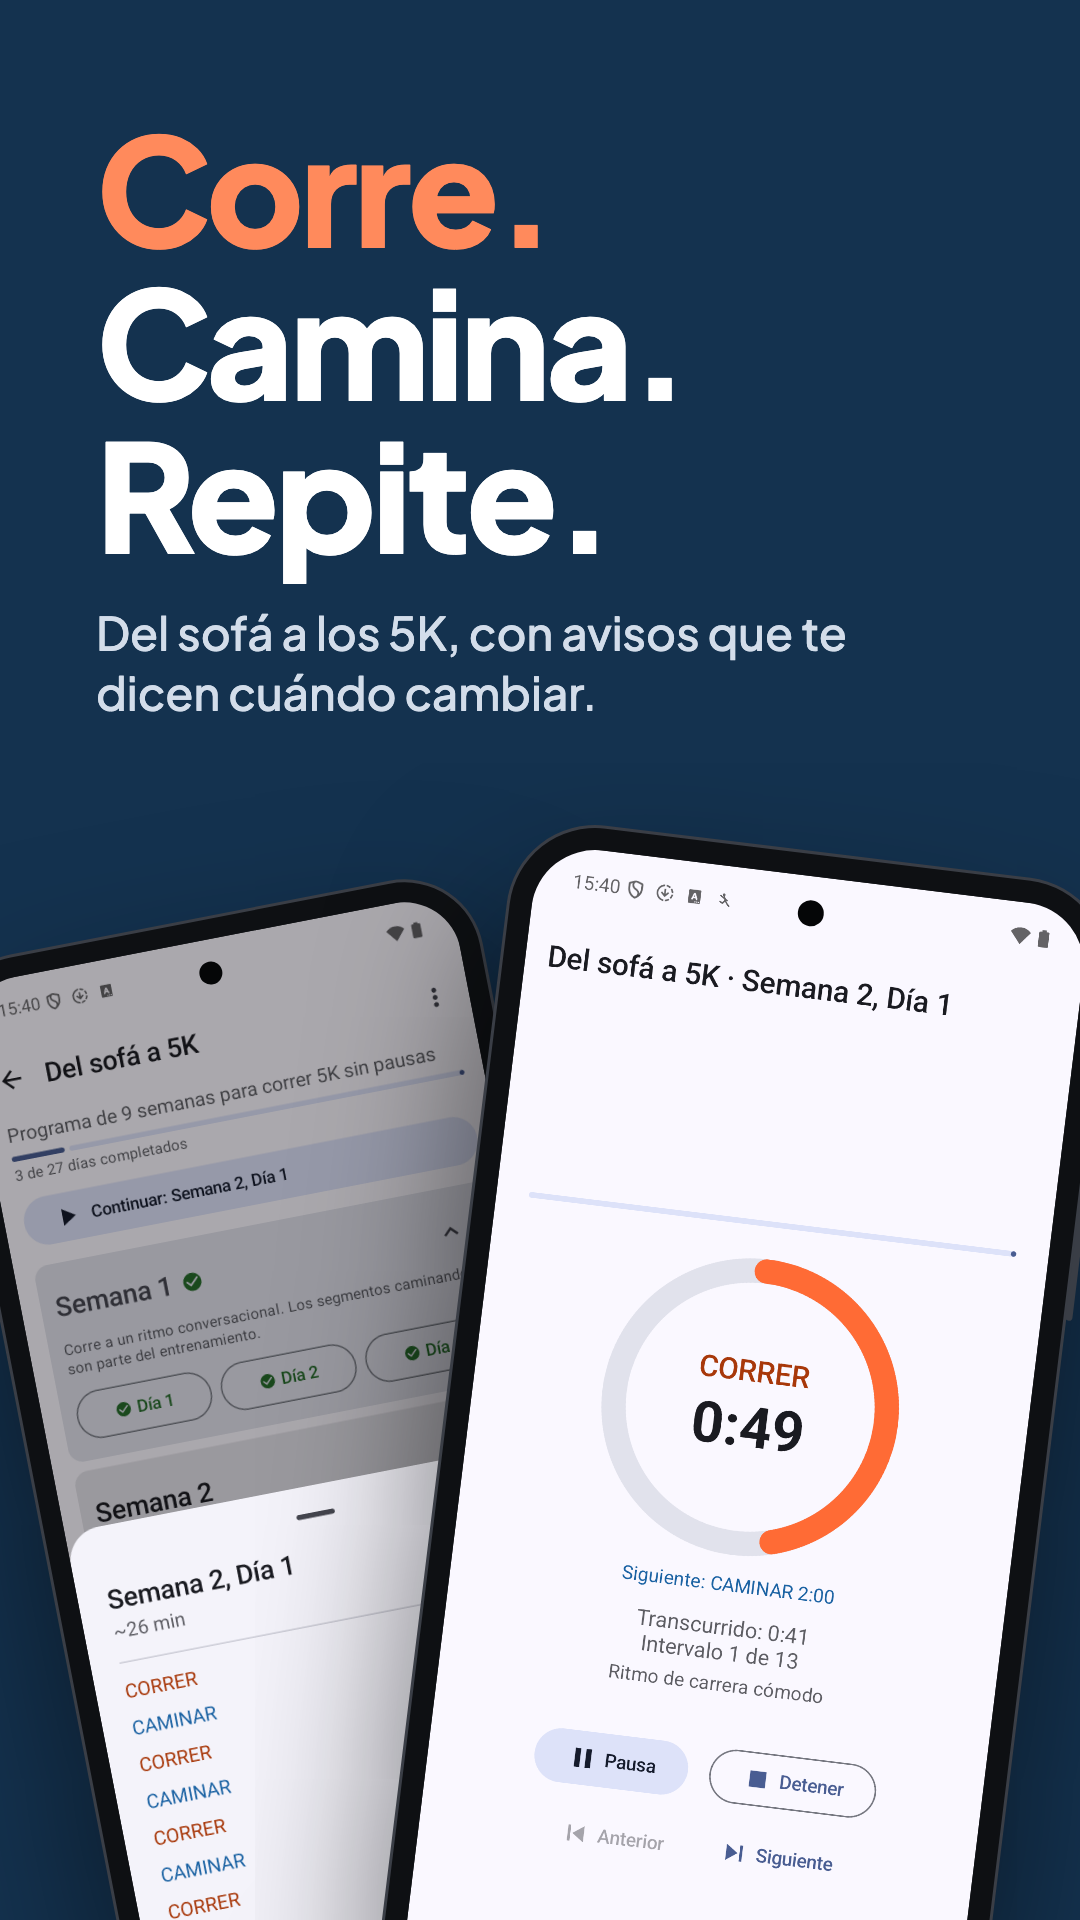 Corre.
Camina.
Repite.
Del sofá a los 5K, con avisos que te
dicen cuándo cambiar.
15:40
Del sofá a 5K
Programa de 9 semanas para correr 5K sin pausas
3 de 27 días completados
Continuar: Semana 2, Día 1
Semana 1
Corre a un ritmo conversacional. Los segmentos caminando
son parte del entrenamiento.
Día 1
Día 2
Día
Semana 2
Semana 2, Día 1
~26 min
CORRER
CAMINAR
CORRER
CAMINAR
CORRER
CAMINAR
CORRER
15:40
Del sofá a 5K · Semana 2, Día 1
CORRER
0:49
Siguiente: CAMINAR 2:00
Transcurrido: 0:41
Intervalo 1 de 13
Ritmo de carrera cómodo
Pausa
Detener
Anterior
Siguiente